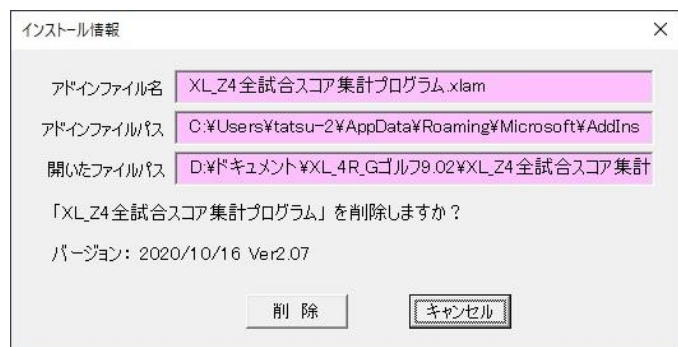 インストール情報
アドインファイル名 XL_Z4全試合スコア集計プログラム.xlam
アドインファイルパス C:¥Users¥tatsu-2¥AppData¥Roaming¥Microsoft¥AddIns
開いたファイルパス D:¥ドキュメント¥XL_4R_Gゴルフ9.02¥XL_Z4全試合スコア集計
「XL_Z4全試合スコア集計プログラム」を削除しますか？
バージョン： 2020/10/16 Ver2.07
削 除 キャンセル